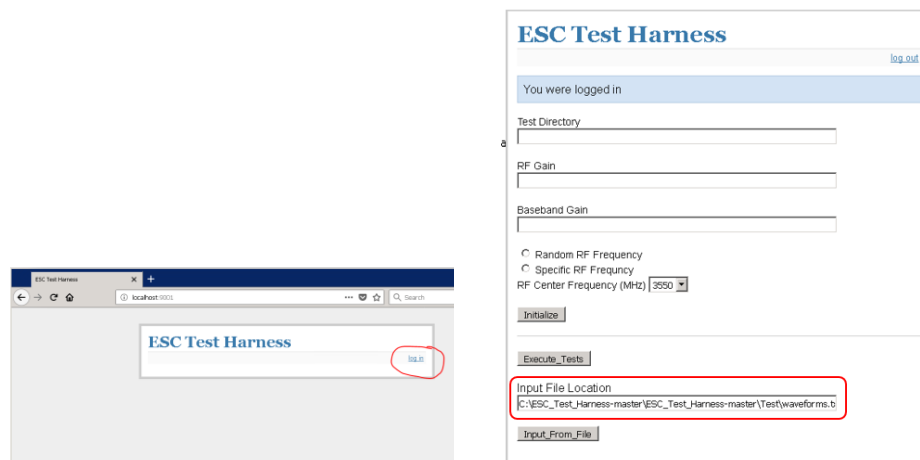 ESC Test Harness
localhost:9801
Search
ESC Test Harness
log in
a
ESC Test Harness
log out
You were logged in
Test Directory
RF Gain
Baseband Gain
Random RF Frequency
Specific RF Frequncy
RF Center Frequency (MHz) 3550
Initialize
Execute_Tests
Input File Location
C:\ESC_Test_Harness-master\ESC_Test_Harness-master\Test\waveforms.t
Input_From_File